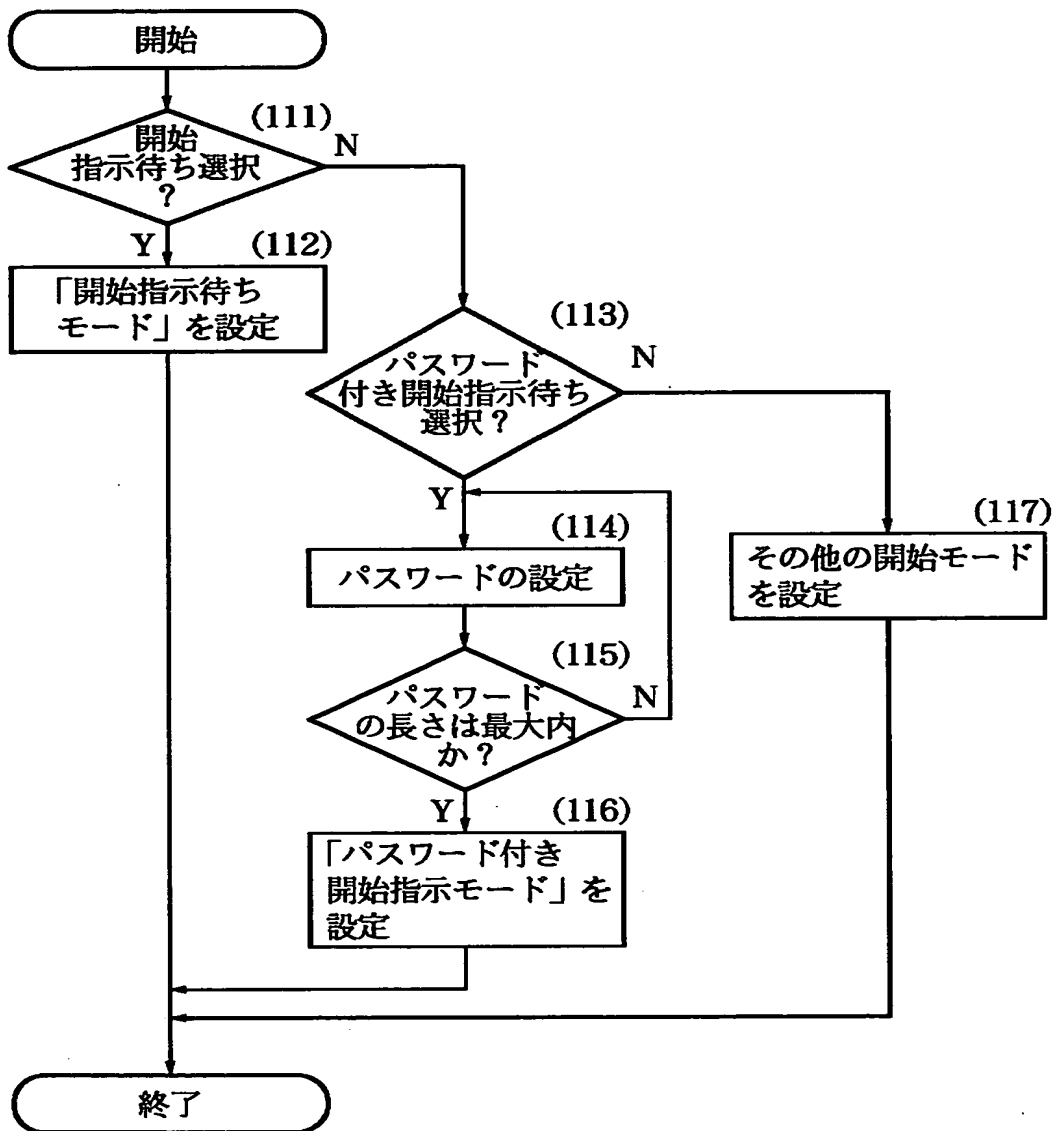 開始
(111)
開始
指示待ち選択
?
N
Y
(112)
「開始指示待ち
モード」を設定
(113)
パスワード
付き開始指示待ち
選択?
N
Y
(114)
パスワードの設定
(115)
パスワード
の長さは最大内
か?
N
Y
(116)
「パスワード付き
開始指示モード」を
設定
(117)
その他の開始モード
を設定
終了